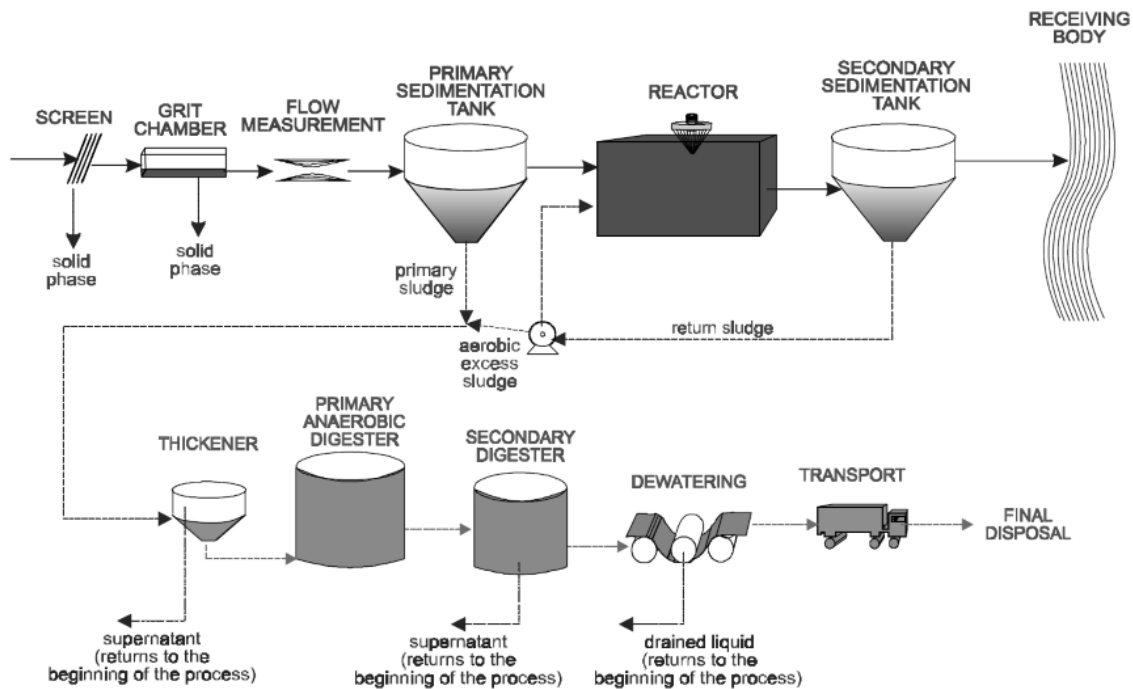 RECEIVING
BODY
PRIMARY
SEDIMENTATION
TANK
SECONDARY
SEDIMENTATION
TANK
REACTOR
FLOW
MEASUREMENT
GRIT
CHAMBER
SCREEN
solid
phase
solid
phase
primary
sludge
return sludge
aerobic
excess
sludge
THICKENER
PRIMARY
ANAEROBIC
DIGESTER
SECONDARY
DIGESTER
DEWATERING
TRANSPORT
FINAL
DISPOSAL
supernatant
(returns to the
beginning of the process)
supernatant
(returns to the
beginning of the process)
drained liquid
(returns to the
beginning of the process)